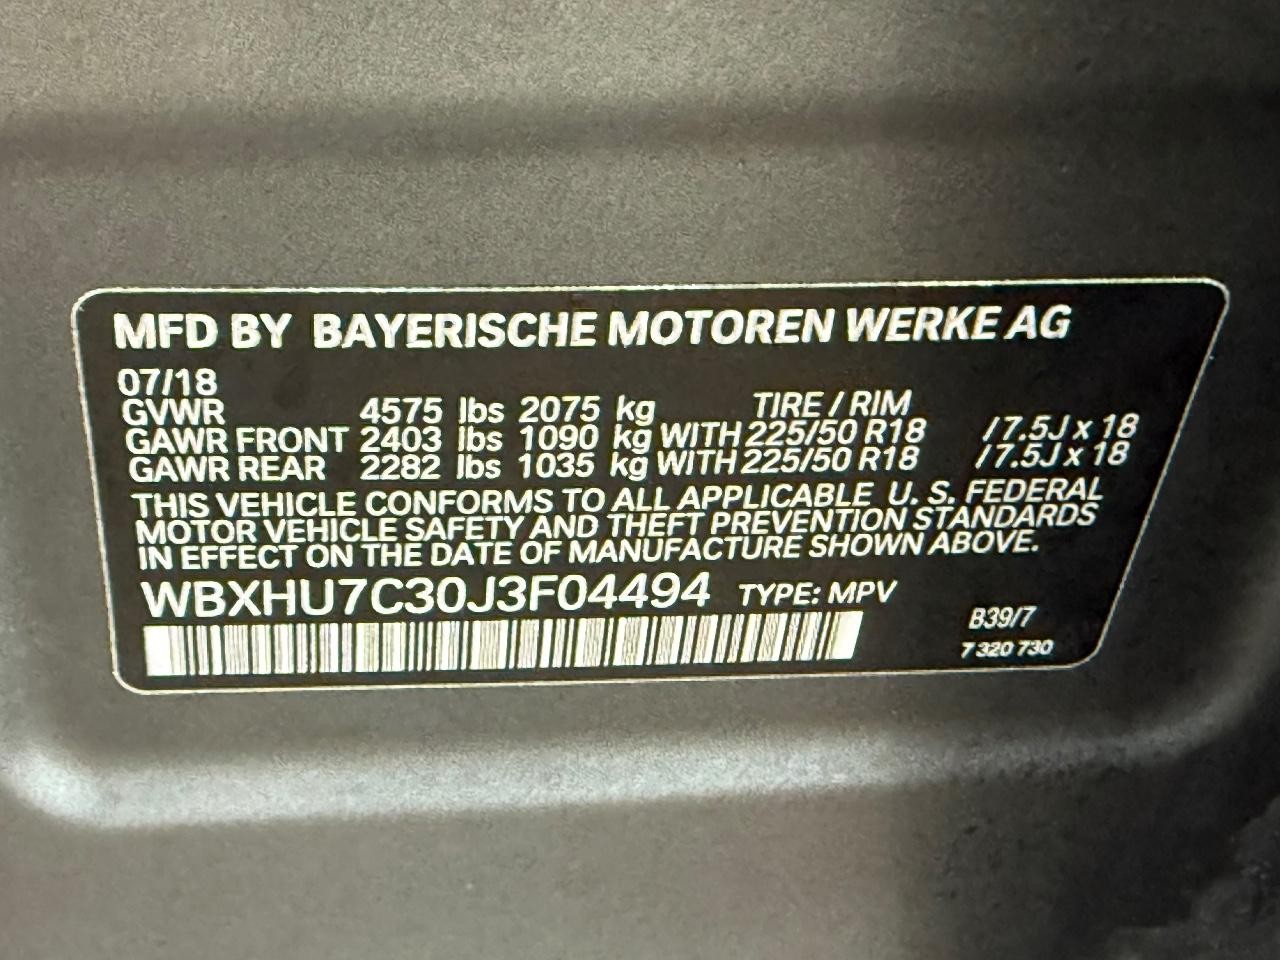 MFD BY BAYERISCHE MOTOREN WERKE AG
07/18
GVWR 4575 lbs 2075 kg TIRE / RIM
GAWR FRONT 2403 lbs 1090 kg WITH 225/50 R18 / 7.5J x 18
GAWR REAR 2282 lbs 1035 kg WITH 225/50 R18 / 7.5J x 18
THIS VEHICLE CONFORMS TO ALL APPLICABLE U. S. FEDERAL
MOTOR VEHICLE SAFETY AND THEFT PREVENTION STANDARDS
IN EFFECT ON THE DATE OF MANUFACTURE SHOWN ABOVE.
WBXHU7C30J3F04494 TYPE: MPV
B39/7
7 320 730